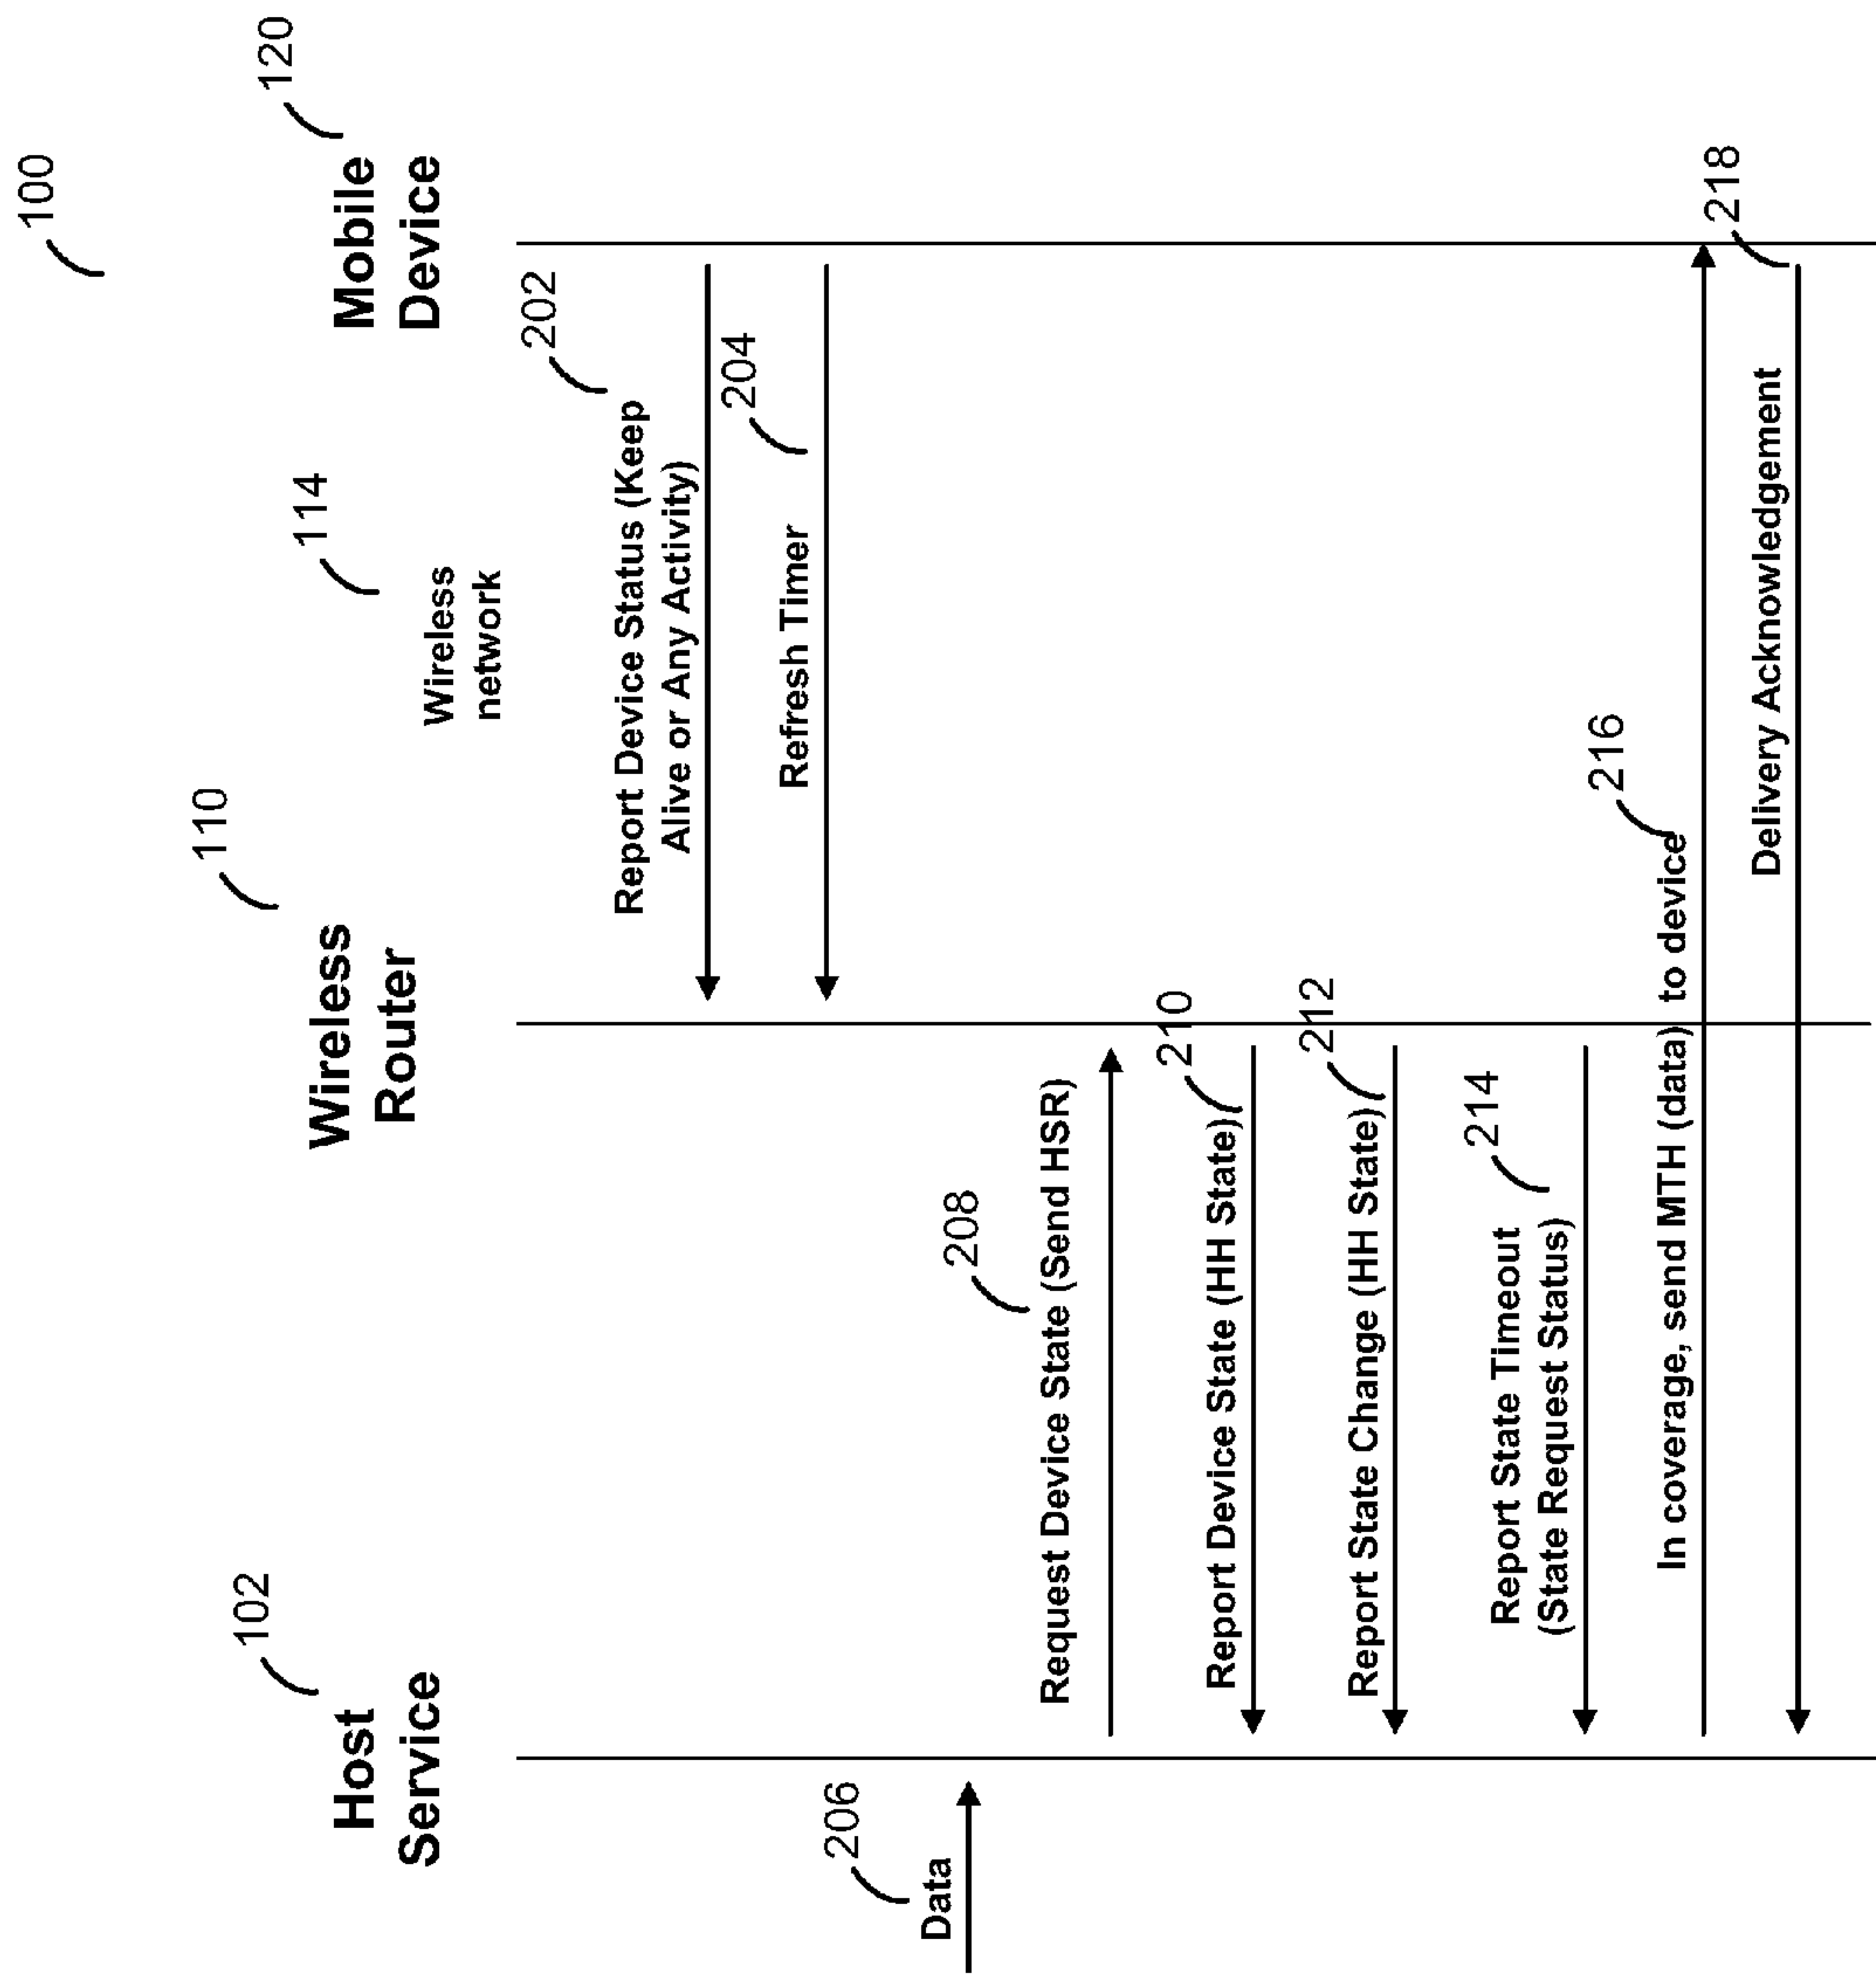 100
102
Host
Service
110
Wireless
Router
114
Wireless
network
120
Mobile
Device
202
Report Device Status (Keep
Alive or Any Activity)
204
Refresh Timer
206
Data
208
Request Device State (Send HSR)
210
Report Device State (HH State)
212
Report State Change (HH State)
214
Report State Timeout
(State Request Status)
216
In coverage, send MTH (data) to device
218
Delivery Acknowledgement